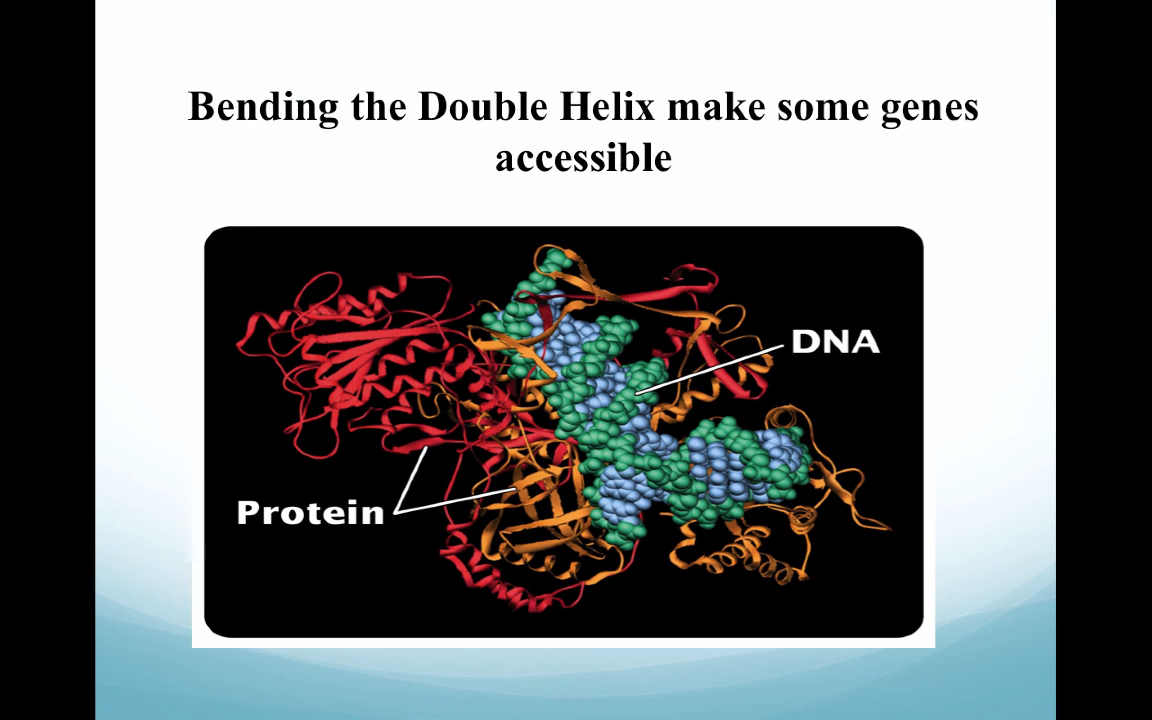 Bending the Double Helix make some genes
accessible
DNA
Protein